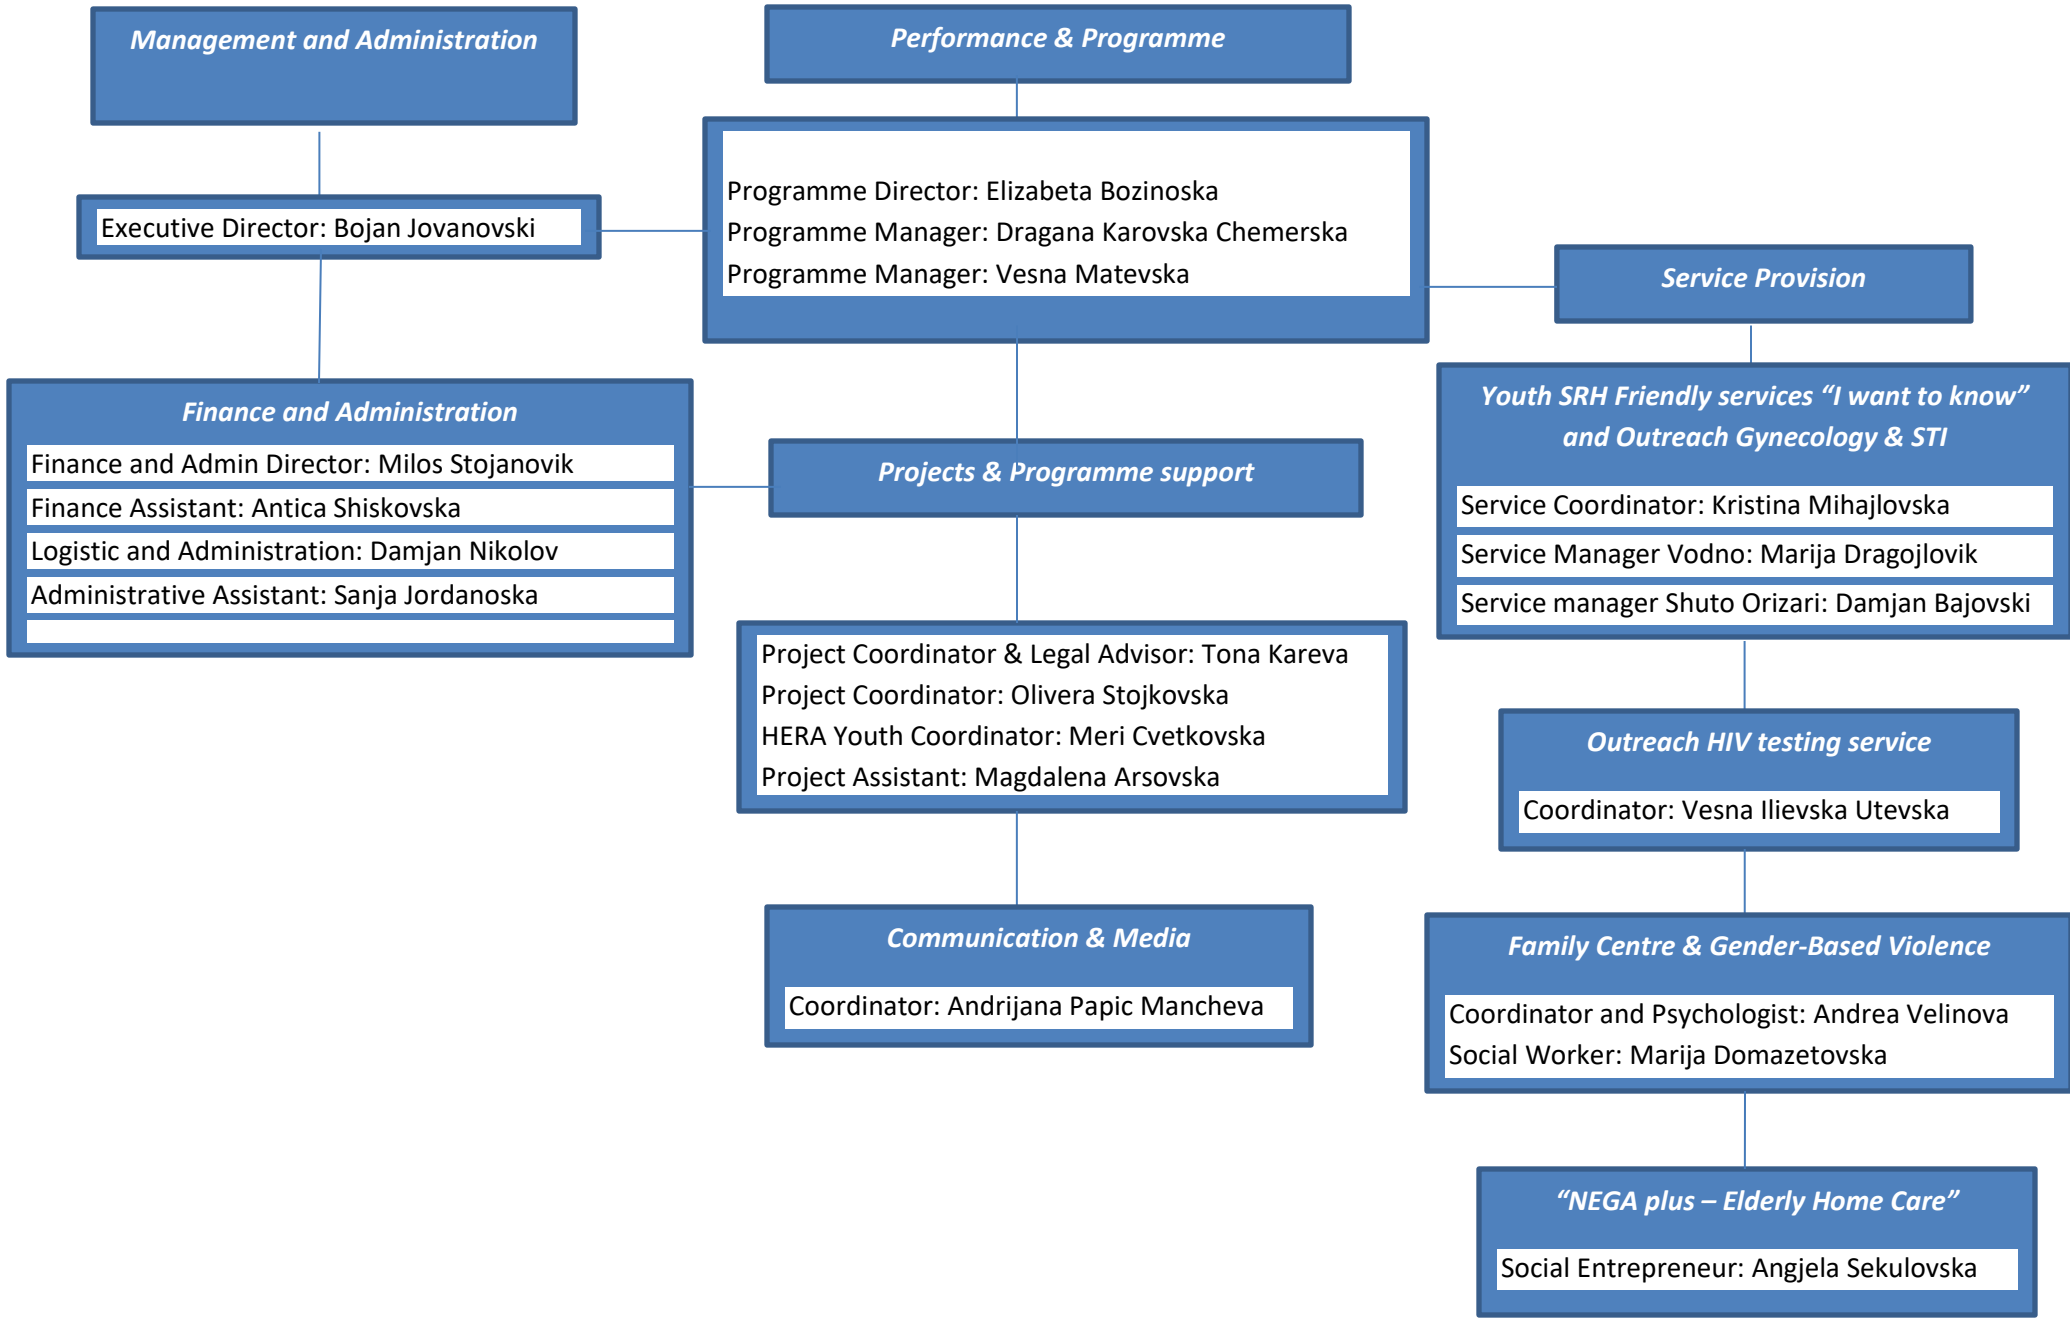 Management and Administration
Performance & Programme
Executive Director: Bojan Jovanovski
Programme Director: Elizabeta Bozinoska
Programme Manager: Dragana Karovska Chemerska
Programme Manager: Vesna Matevska
Service Provision
Finance and Administration
Finance and Admin Director: Milos Stojanovik
Finance Assistant: Antica Shiskovska
Logistic and Administration: Damjan Nikolov
Administrative Assistant: Sanja Jordanoska
Projects & Programme support
Project Coordinator & Legal Advisor: Tona Kareva
Project Coordinator: Olivera Stojkovska
HERA Youth Coordinator: Meri Cvetkovska
Project Assistant: Magdalena Arsovska
Communication & Media
Coordinator: Andrijana Papic Mancheva
Youth SRH Friendly services “I want to know”
and Outreach Gynecology & STI
Service Coordinator: Kristina Mihajlovska
Service Manager Vodno: Marija Dragojlovik
Service manager Shuto Orizari: Damjan Bajovski
Outreach HIV testing service
Coordinator: Vesna Ilievska Utevska
Family Centre & Gender-Based Violence
Coordinator and Psychologist: Andrea Velinova
Social Worker: Marija Domazetovska
“NEGA plus – Elderly Home Care”
Social Entrepreneur: Angjela Sekulovska